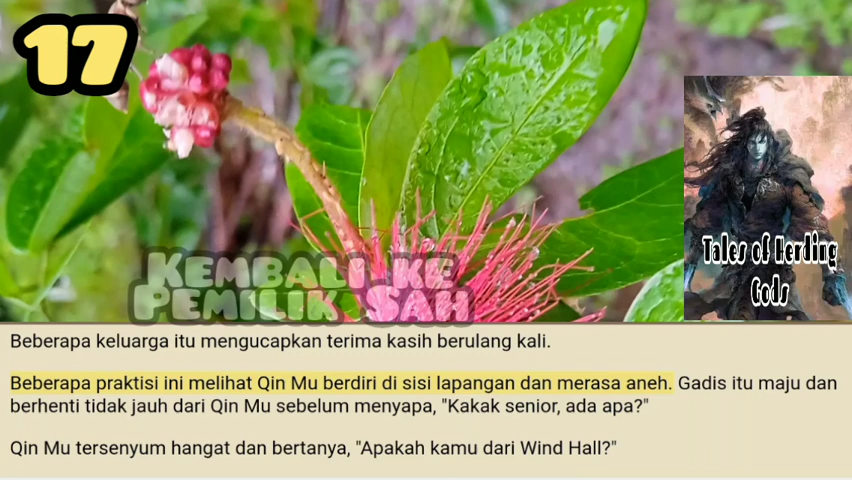 17
Tales of Herding
Gods
KEMBALI KE
PEMILIK SAH
Beberapa keluarga itu mengucapkan terima kasih berulang kali.
Beberapa praktisi ini melihat Qin Mu berdiri di sisi lapangan dan merasa aneh. Gadis itu maju dan
berhenti tidak jauh dari Qin Mu sebelum menyapa, "Kakak senior, ada apa?"
Qin Mu tersenyum hangat dan bertanya, "Apakah kamu dari Wind Hall?"